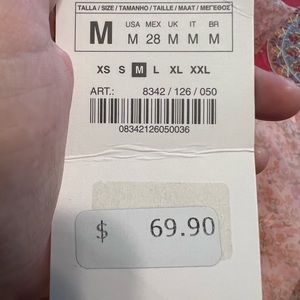 TALLA / SIZE / TAMANHO / TAILLE / MAAT / ΜΕΓΕΘΟΣ
M USA MEX UK IT BR
M 28 M M M
XS S M L XL XXL
ART.: 8342 / 126 / 050
08342126050036
$ 69.90